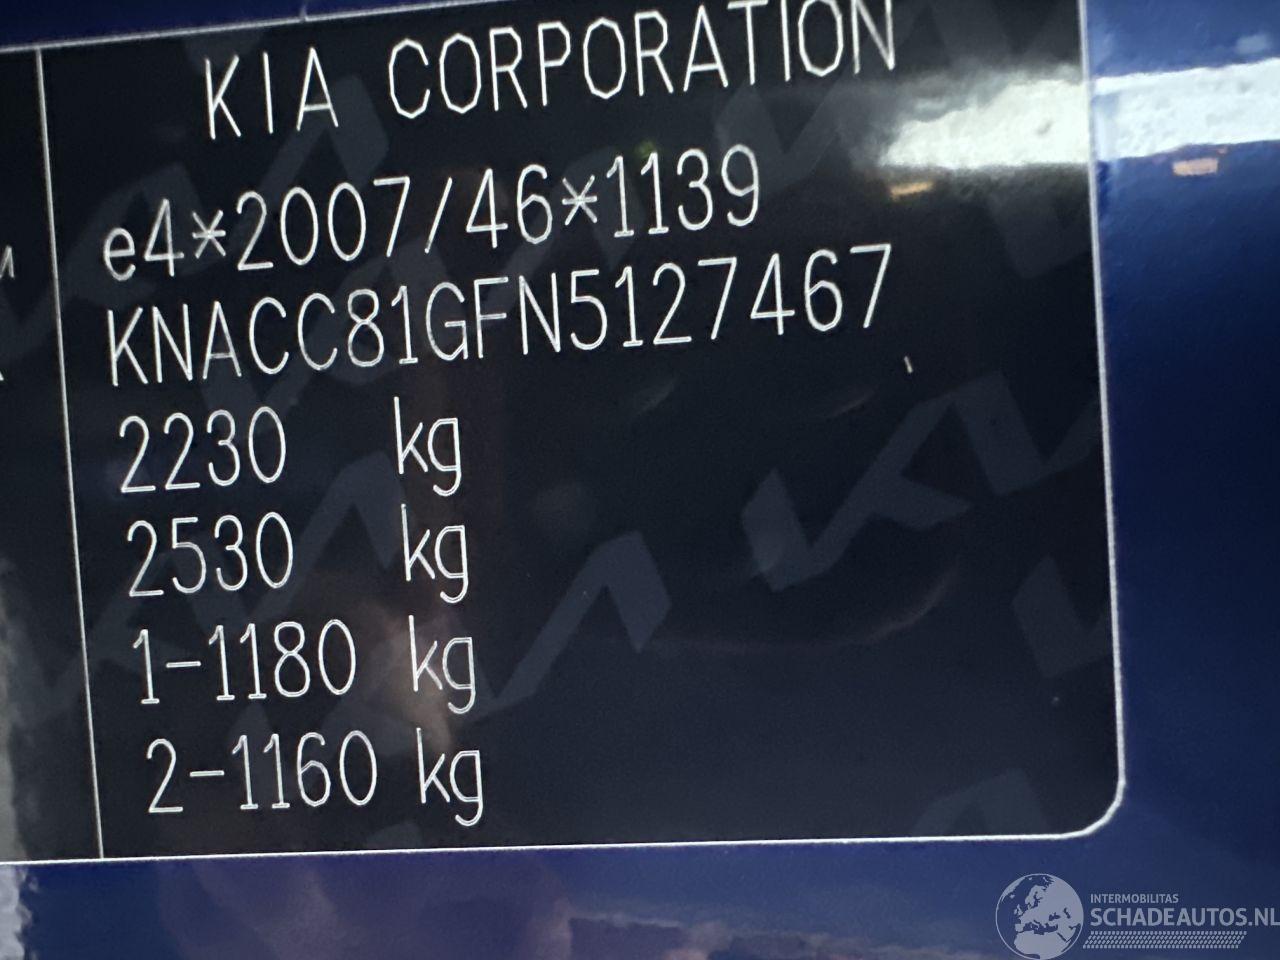 KIA CORPORATION
e4*2007/46*1139
KNACC81GFN5127467
2230 kg
2530 kg
1-1180 kg
2-1160 kg
INTERMOBILITAS
SCHADEAUTOS.NL